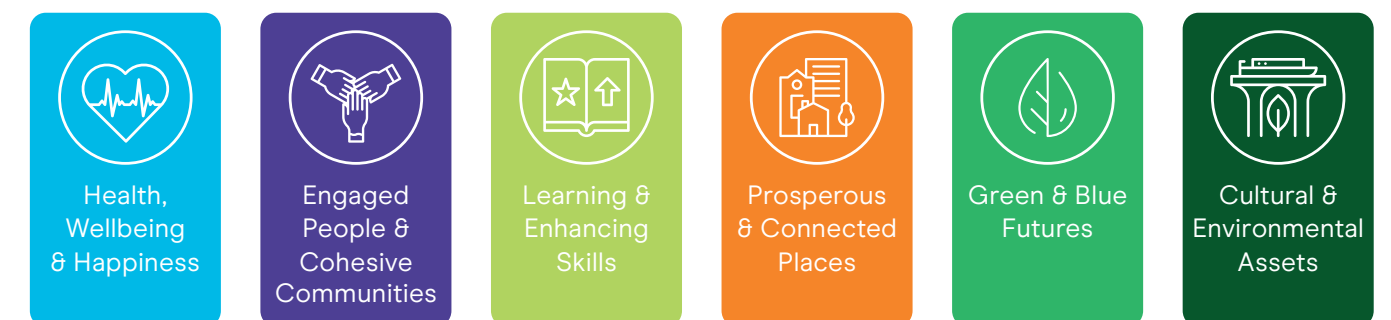 Health,
Wellbeing
& Happiness
Engaged
People &
Cohesive
Communities
Learning &
Enhancing
Skills
Prosperous
& Connected
Places
Green & Blue
Futures
Cultural &
Environmental
Assets